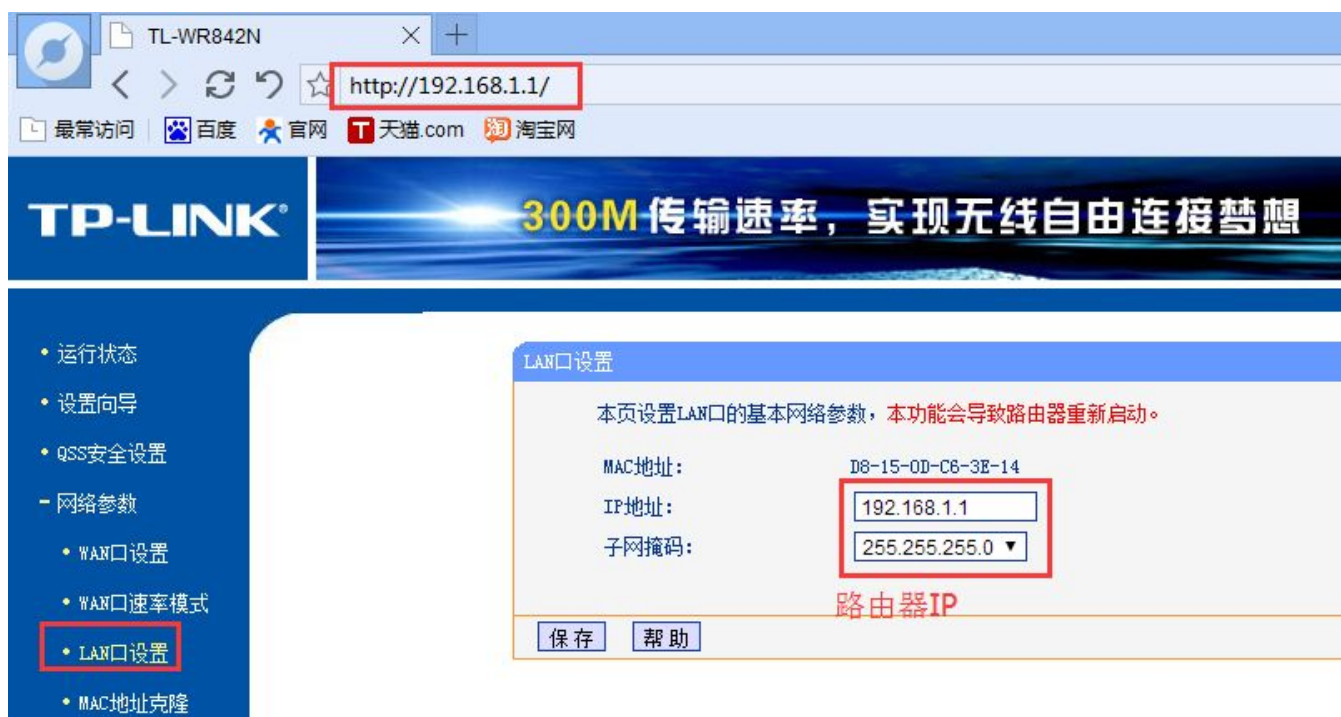 TL-WR842N
http://192.168.1.1/
最常访问 百度 官网 T 天猫.com 淘 淘宝网
TP-LINK®
300M传输速率，实现无线自由连接梦想
• 运行状态
• 设置向导
• QSS安全设置
- 网络参数
• WAN口设置
• WAN口速率模式
• LAN口设置
• MAC地址克隆
LAN口设置
本页设置LAN口的基本网络参数，本功能会导致路由器重新启动。
MAC地址： D8-15-0D-C6-3E-14
IP地址： 192.168.1.1
子网掩码： 255.255.255.0 ▼
路由器IP
保存 帮助